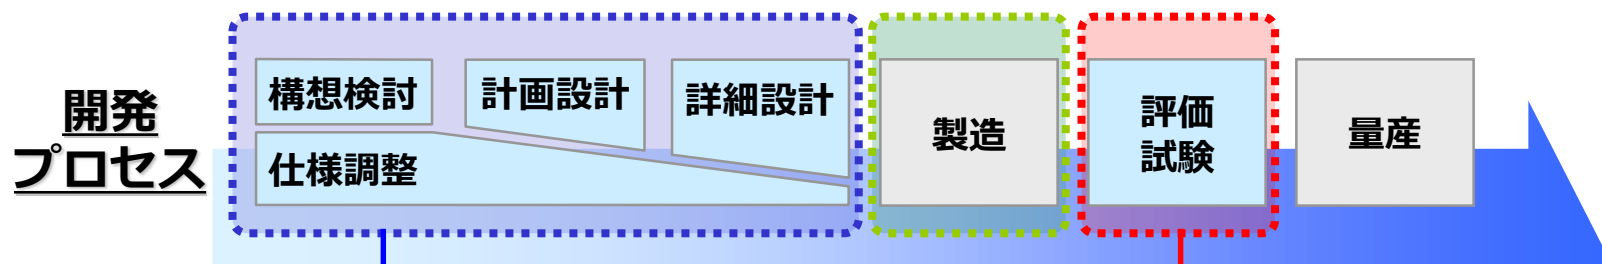 開発
プロセス
構想検討
計画設計
詳細設計
仕様調整
製造
評価
試験
量産